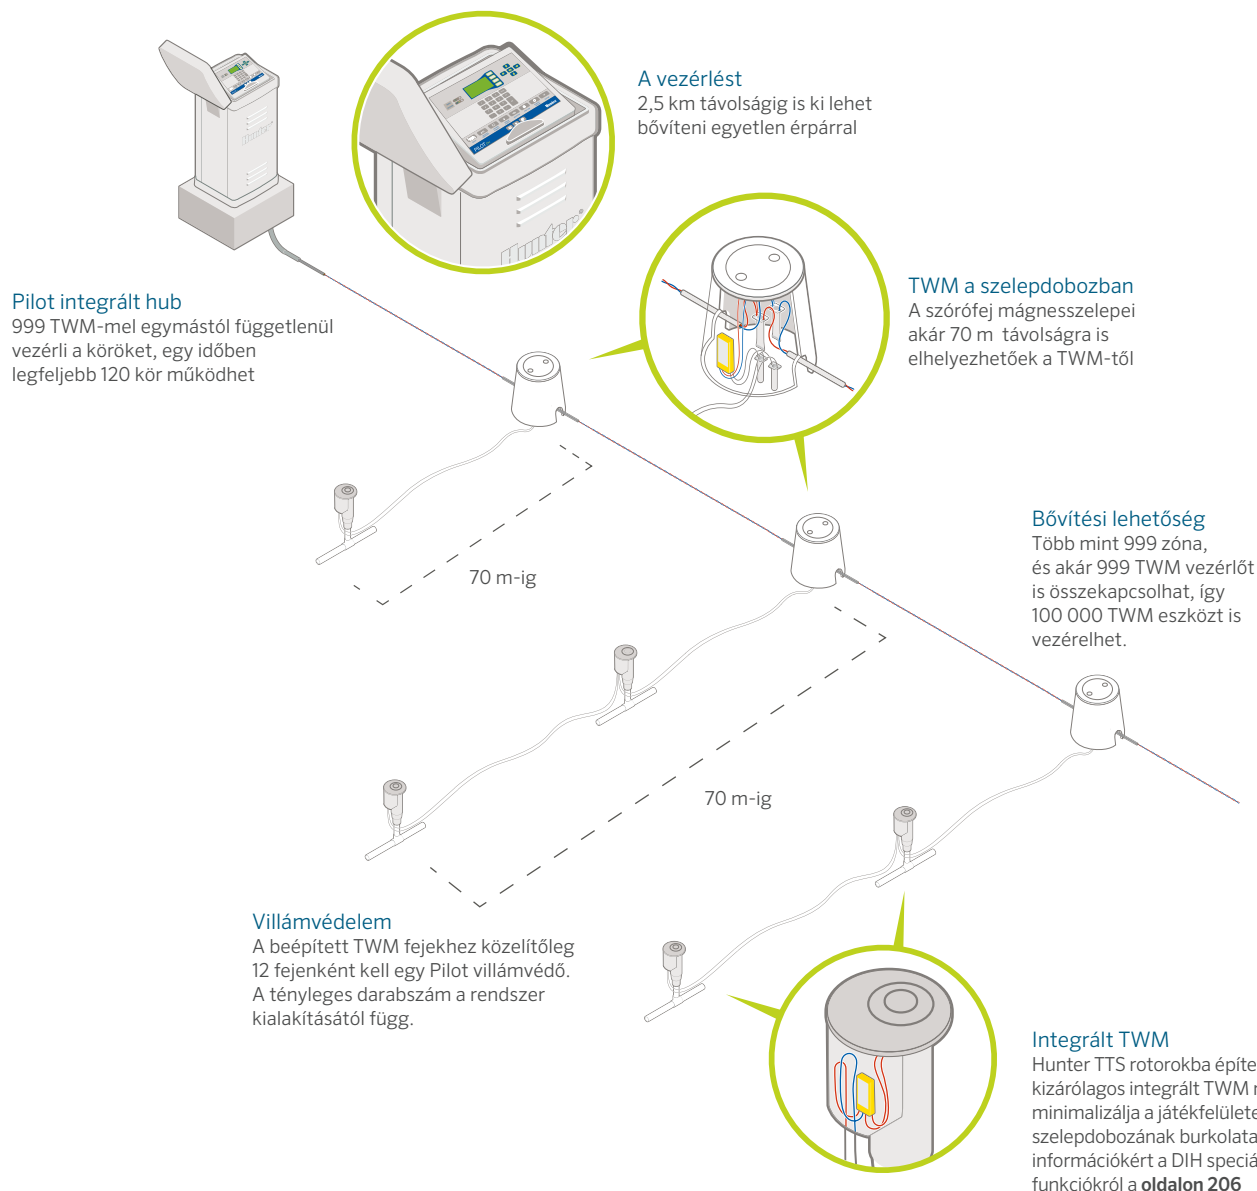 A vezérlést
2,5 km távolságig is ki lehet
bővíteni egyetlen érpárral
PILOT
Hunter
Pilot integrált hub
999 TWM-mel egymástól függetlenül
vezérli a köröket, egy időben
legfeljebb 120 kör működhet
TWM a szelepdobozban
A szórófej mágnesszelepei
akár 70 m távolságra is
elhelyezhetőek a TWM-től
70 m-ig
Bővítési lehetőség
Több mint 999 zóna,
és akár 999 TWM vezérlőt
is összekapcsolhat, így
100 000 TWM eszközt is
vezérelhet.
70 m-ig
Villámvédelem
A beépített TWM fejekhez közelítőleg
12 fejenként kell egy Pilot villámvédő.
A tényleges darabszám a rendszer
kialakításától függ.
Integrált TWM
Hunter TTS rotorokba építe
kizárólagos integrált TWM
minimalizálja a játékfelülete
szelepdobozának burkolata
információkért a DIH speciá
funkciókról a oldalon 206